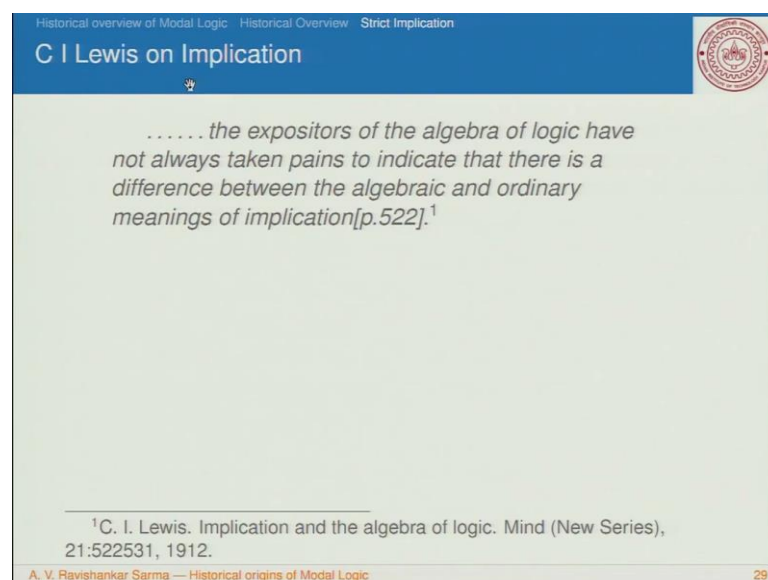 Historical overview of Modal Logic Historical Overview Strict Implication
C I Lewis on Implication
...... the expositors of the algebra of logic have
not always taken pains to indicate that there is a
difference between the algebraic and ordinary
meanings of implication[p.522].¹
¹C. I. Lewis. Implication and the algebra of logic. Mind (New Series),
21:522531, 1912.
A. V. Ravishankar Sarma — Historical origins of Modal Logic 29